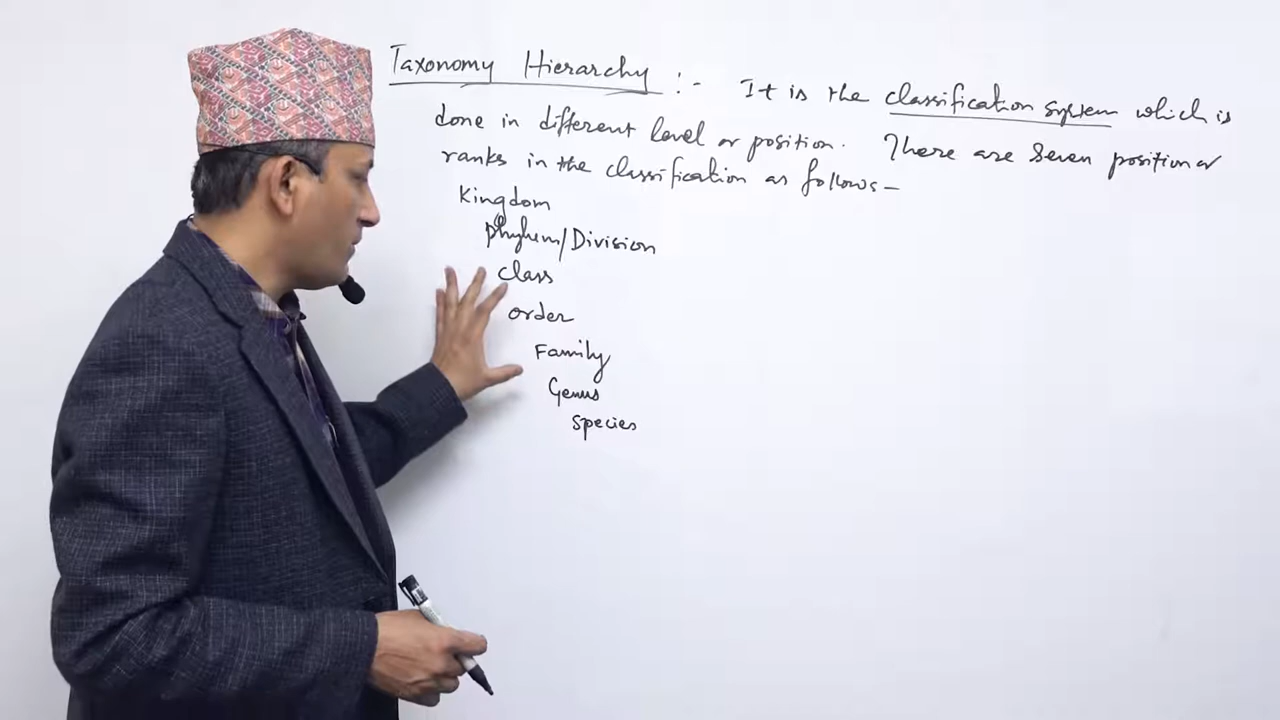 Taxonomy Hierarchy :- It is the classification system which is
done in different level or position. There are seven position or
ranks in the classification as follows-
Kingdom
phylum/Division
class
order
Family
Genus
species